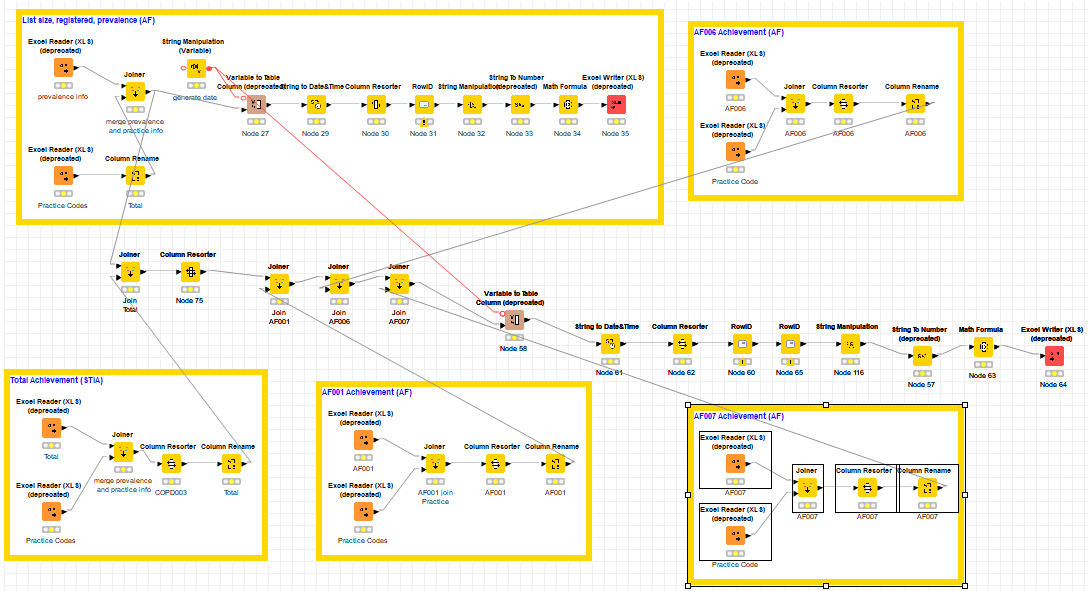 List size, registered, prevalence (AF)
Excel Reader (XLS)
(deprecated)
prevalence info
Joiner
merge prevalence
and practice info
String Manipulation
(Variable)
generate date
Variable to Table
Column (deprecated)
Node 27
String to Date&Time
Node 29
Column Resorter
Node 30
RowID
Node 31
String Manipulation
Node 32
String To Number
(deprecated)
Node 33
Math Formula
Node 34
Excel Writer (XLS)
(deprecated)
Node 35
Excel Reader (XLS)
(deprecated)
Practice Codes
Column Rename
Total
AF006 Achievement (AF)
Excel Reader (XLS)
(deprecated)
AF006
Excel Reader (XLS)
(deprecated)
Practice Code
Joiner
AF006
Column Resorter
AF006
Column Rename
AF006
Joiner
Join
Total
Column Resorter
Node 75
Joiner
Join
AF001
Joiner
Join
AF006
Joiner
Join
AF007
Variable to Table
Column (deprecated)
Node 58
String to Date&Time
Node 61
Column Resorter
Node 62
RowID
Node 60
RowID
Node 65
String Manipulation
Node 116
String To Number
(deprecated)
Node 57
Math Formula
Node 63
Excel Writer (XLS)
(deprecated)
Node 64
Total Achievement (STIA)
Excel Reader (XLS)
(deprecated)
Total
Excel Reader (XLS)
(deprecated)
Practice Codes
Joiner
merge prevalence
and practice info
Column Resorter
COPD003
Column Rename
Total
AF001 Achievement (AF)
Excel Reader (XLS)
(deprecated)
AF001
Excel Reader (XLS)
(deprecated)
Practice Codes
Joiner
AF001 join
Practice
Column Resorter
AF001
Column Rename
AF001
AF007 Achievement (AF)
Excel Reader (XLS)
(deprecated)
AF007
Excel Reader (XLS)
(deprecated)
Practice Code
Joiner
AF007
Column Resorter
AF007
Column Rename
AF007